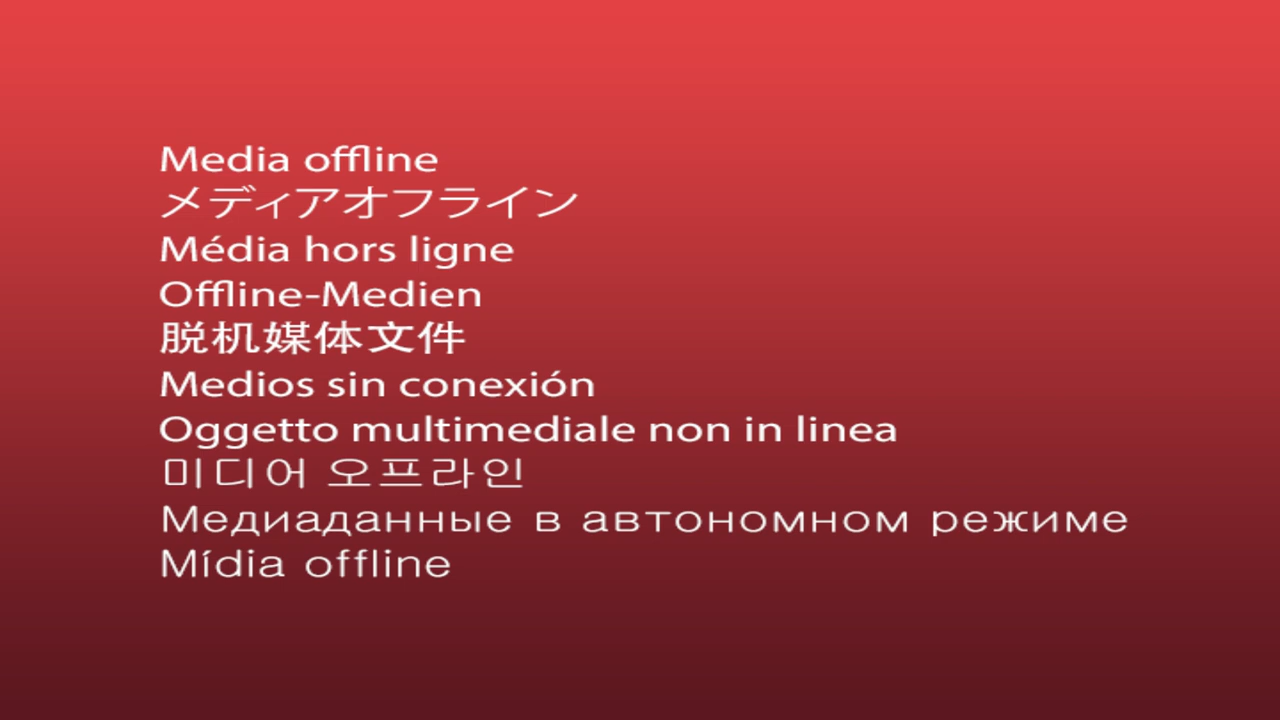 Media offline
メディアオフライン
Média hors ligne
Offline-Medien
脱机媒体文件
Medios sin conexión
Oggetto multimediale non in linea
미디어 오프라인
Медиаданные в автономном режиме
Mídia offline